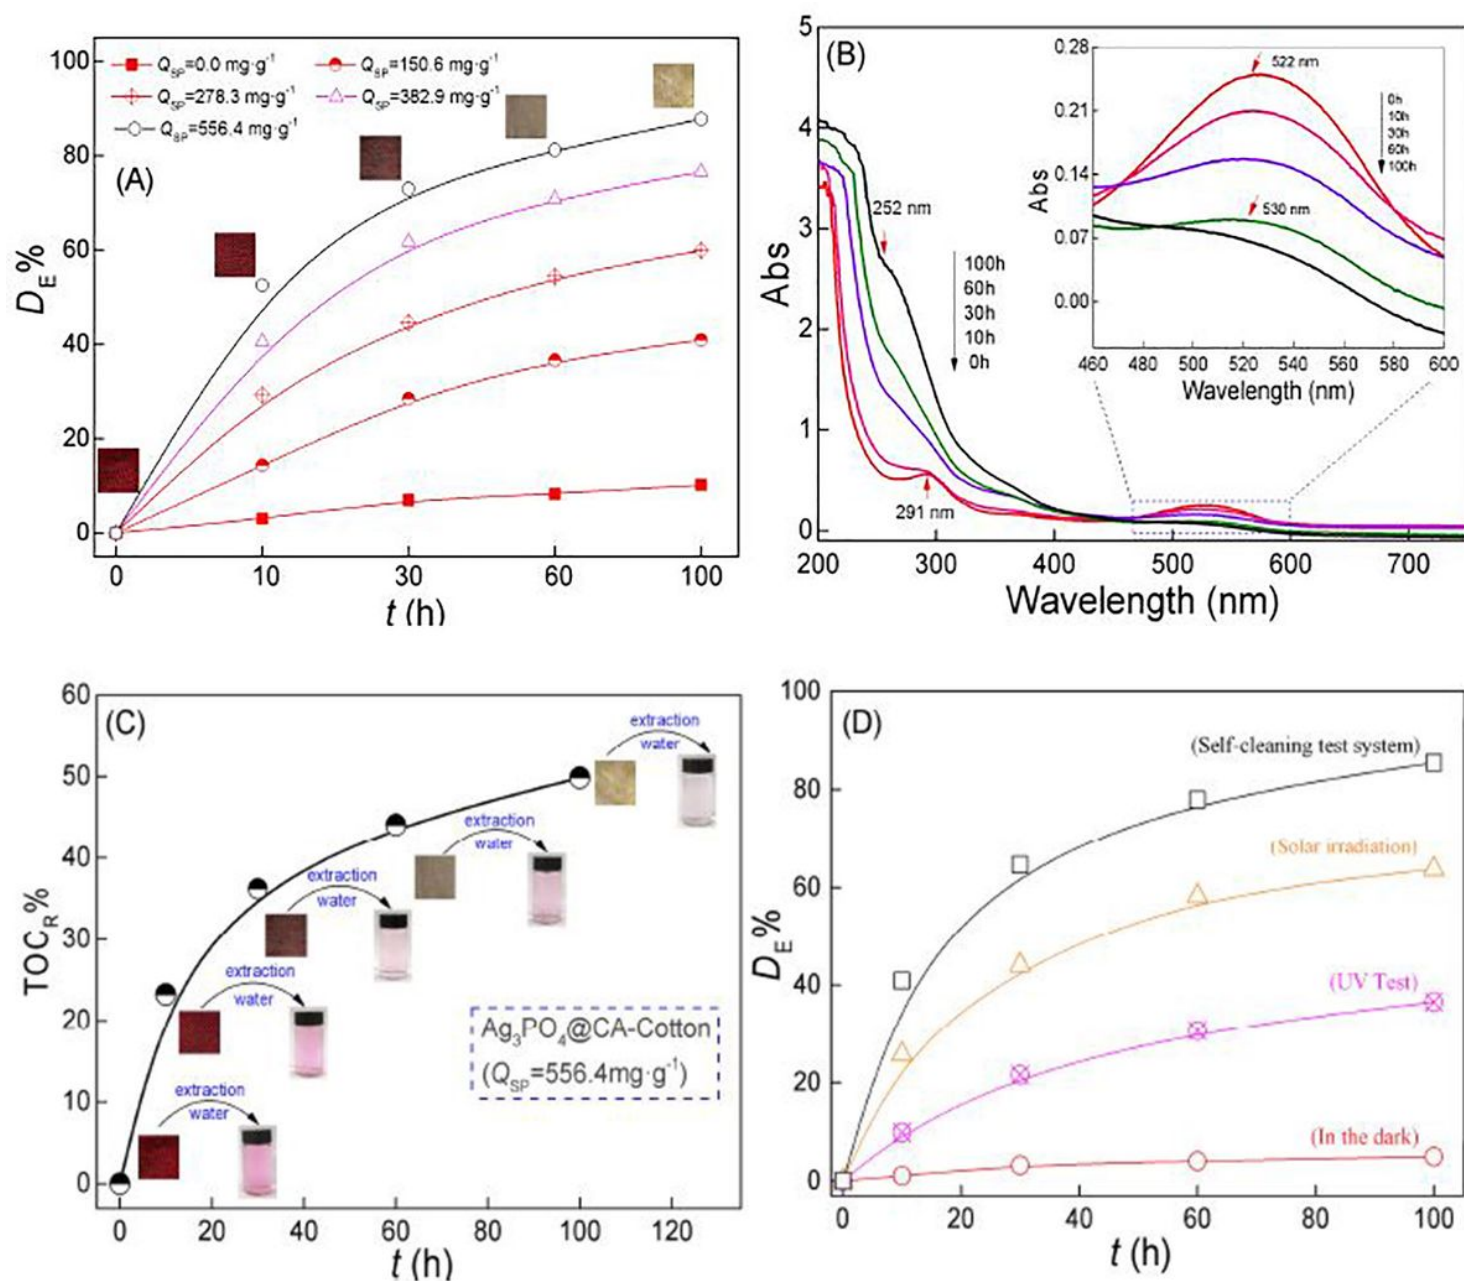 100
80
60
40
20
0
D_E%
Q_SP=0.0 mg·g⁻¹
Q_SP=150.6 mg·g⁻¹
Q_SP=278.3 mg·g⁻¹
Q_SP=382.9 mg·g⁻¹
Q_SP=556.4 mg·g⁻¹
(A)
0 10 30 60 100
t (h)
(B)
5
4
3
2
1
0
Abs
252 nm
100h
60h
30h
10h
0h
291 nm
200 300 400 500 600 700
Wavelength (nm)
0.28
0.21
0.14
0.07
0.00
Abs
522 nm
0h
10h
30h
60h
100h
530 nm
460 480 500 520 540 560 580 600
Wavelength (nm)
(C)
60
50
40
30
20
10
0
TOC_R%
extraction
water
extraction
water
extraction
water
extraction
water
extraction
water
Ag₃PO₄@CA-Cotton
(Q_SP=556.4mg·g⁻¹)
0 20 40 60 80 100 120
t (h)
(D)
100
80
60
40
20
0
D_E%
(Self-cleaning test system)
(Solar irradiation)
(UV Test)
(In the dark)
0 20 40 60 80 100
t (h)